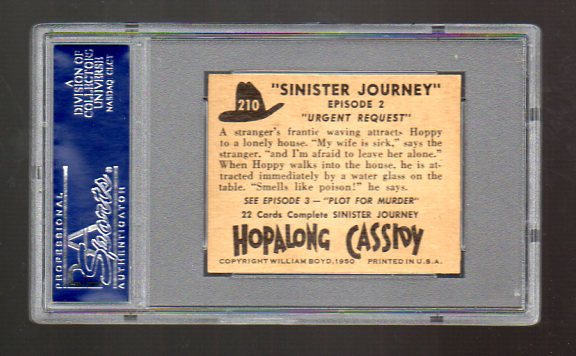 A
DIVISION OF
COLLECTORS
UNIVERSE
NASDAQ: CLCT
PSA
Sports
PROFESSIONAL
AUTHENTICATOR
210
"SINISTER JOURNEY"
EPISODE 2
"URGENT REQUEST"
A stranger's frantic waving attracts Hoppy
to a lonely house. "My wife is sick," says the
stranger, "and I'm afraid to leave her alone."
When Hoppy walks into the house, he is at-
tracted immediately by a water glass on the
table. "Smells like poison!" he says.
SEE EPISODE 3 — "PLOT FOR MURDER"
22 Cards Complete SINISTER JOURNEY
HOPALONG CASSIDY
COPYRIGHT WILLIAM BOYD, 1950 PRINTED IN U.S.A.